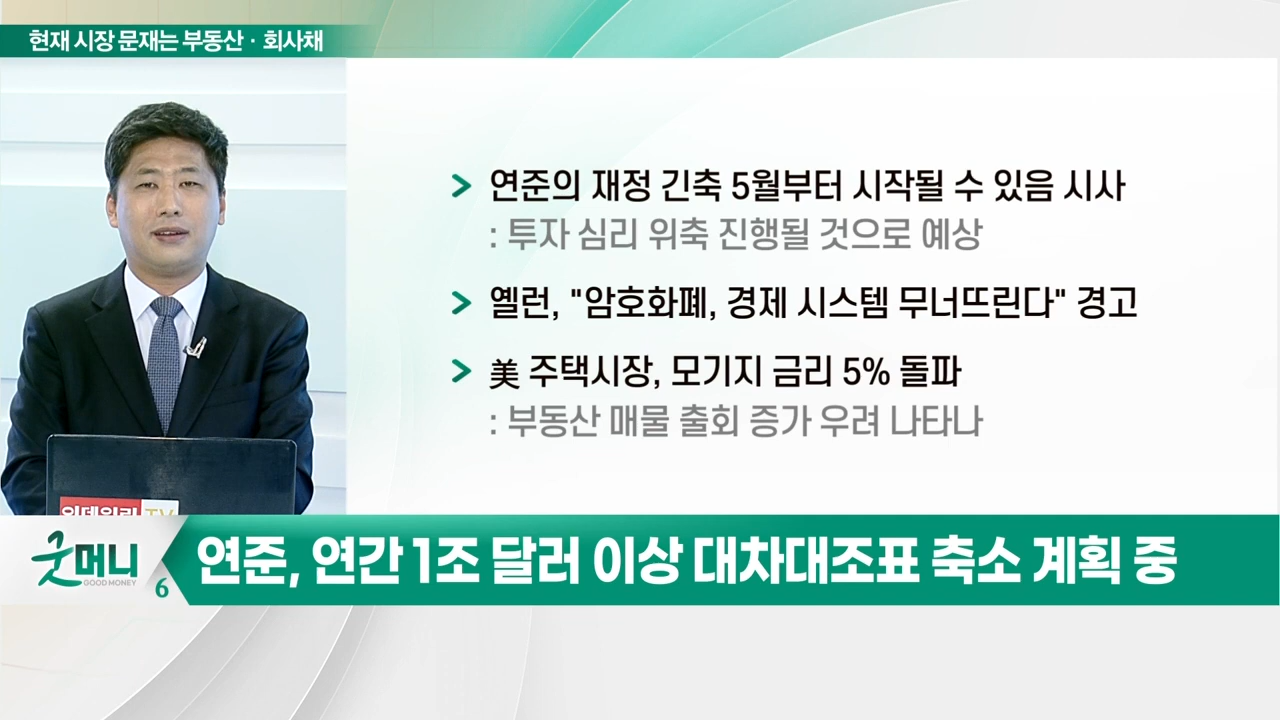 현재 시장 문재는 부동산 · 회사채
> 연준의 재정 긴축 5월부터 시작될 수 있음 시사
: 투자 심리 위축 진행될 것으로 예상
> 옐런, "암호화폐, 경제 시스템 무너뜨린다" 경고
> 美 주택시장, 모기지 금리 5% 돌파
: 부동산 매물 출회 증가 우려 나타나
이데일리 TV
굿머니
GOOD MONEY
6
연준, 연간 1조 달러 이상 대차대조표 축소 계획 중